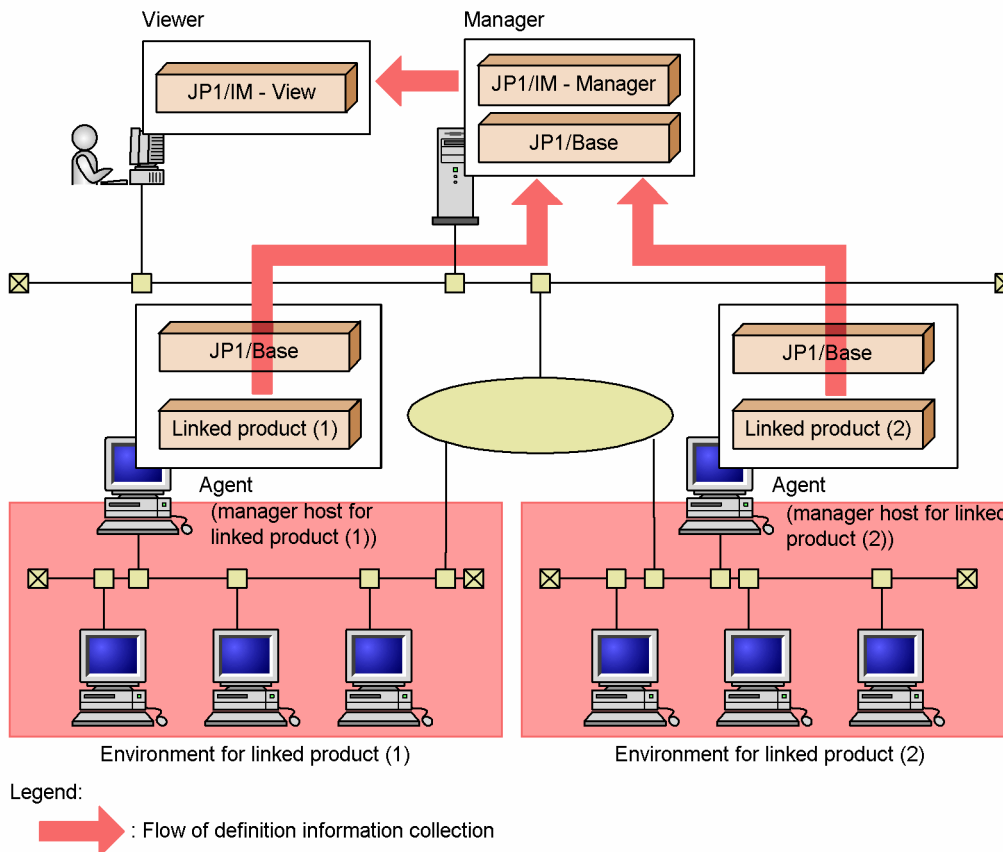 Viewer
Manager
JP1/IM - View
JP1/IM - Manager
JP1/Base
JP1/Base
Linked product (1)
JP1/Base
Linked product (2)
Agent
(manager host for
linked product (1))
Agent
(manager host for linked
product (2))
Environment for linked product (1)
Environment for linked product (2)
Legend:
: Flow of definition information collection